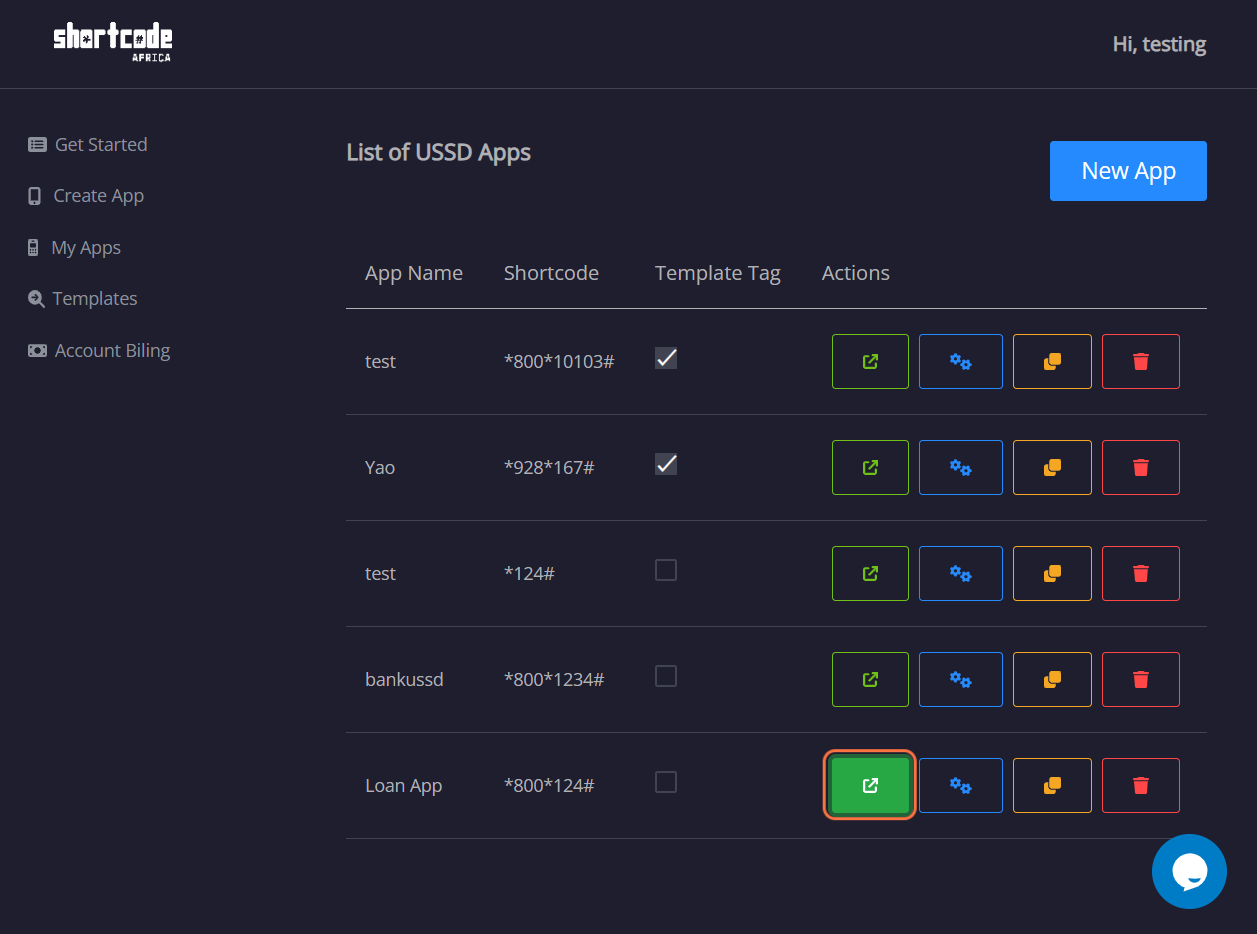 shortcode
AFRICA
Hi, testing
Get Started
Create App
My Apps
Templates
Account Biling
List of USSD Apps
New App
App Name Shortcode Template Tag Actions
test *800*10103#
Yao *928*167#
test *124#
bankussd *800*1234#
Loan App *800*124#